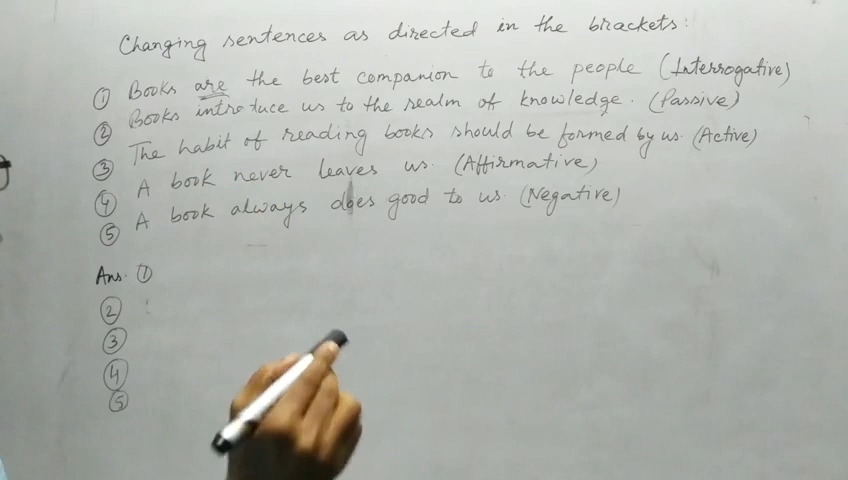 Changing sentences as directed in the brackets:
① Books are the best companion to the people (Interrogative)
② Books introduce us to the realm of knowledge. (Passive)
③ The habit of reading books should be formed by us. (Active)
④ A book never leaves us. (Affirmative)
⑤ A book always does good to us. (Negative)
Ans. ①
②
③
④
⑤